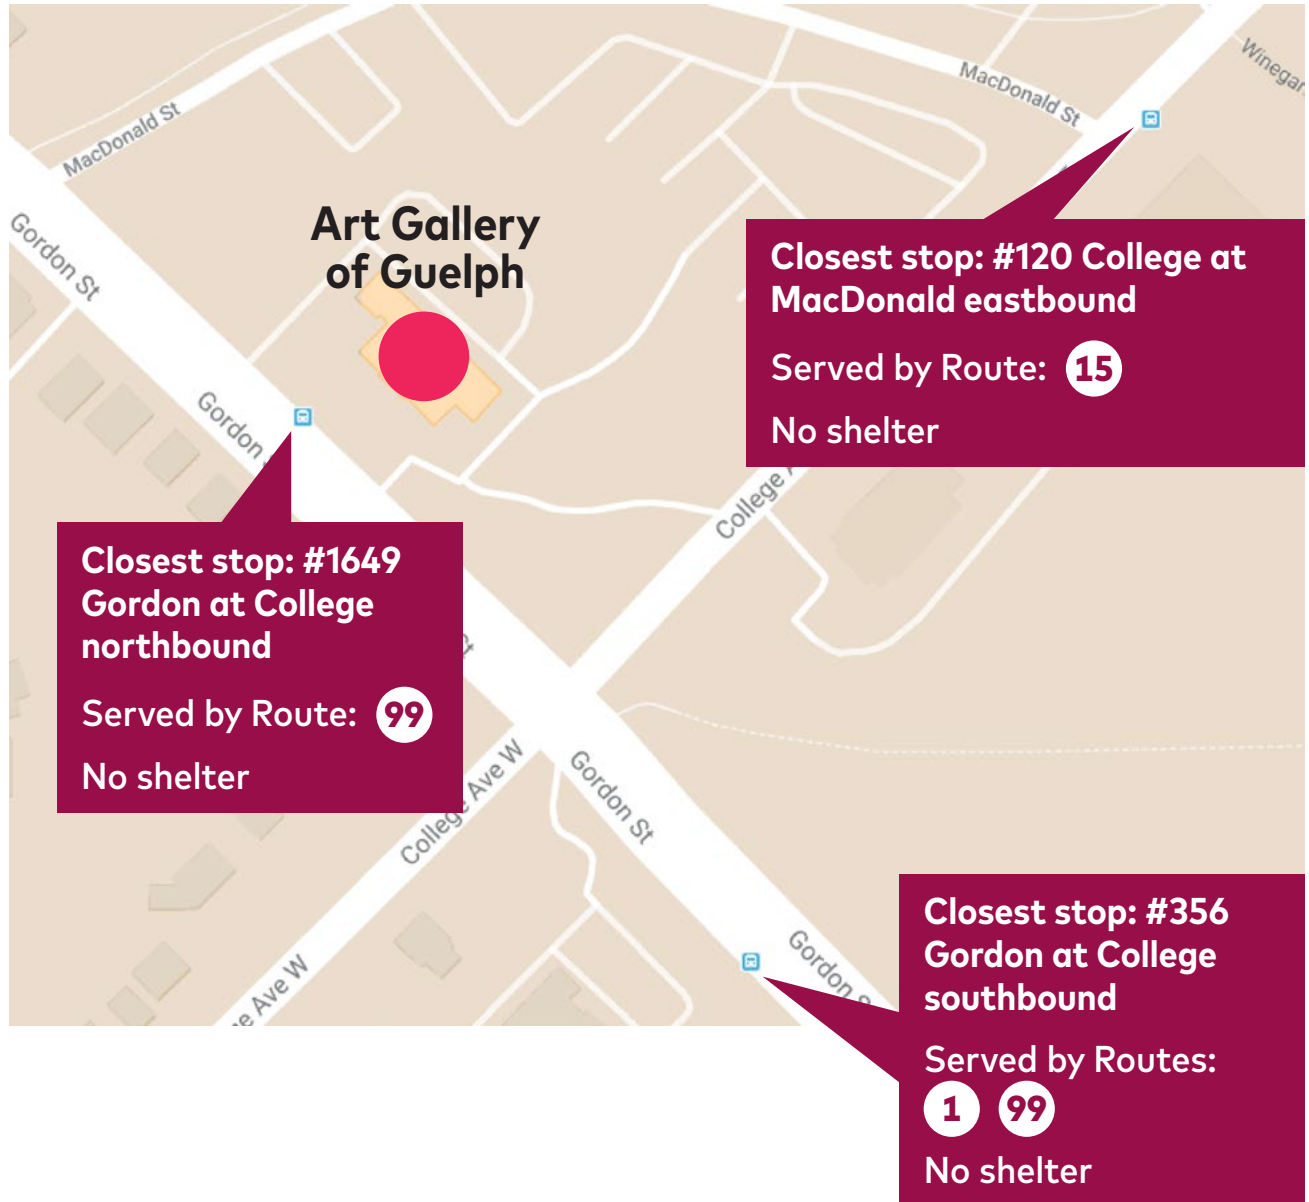 MacDonald St
MacDonald St
Winegar
Gordon St
Art Gallery
of Guelph
Closest stop: #120 College at
MacDonald eastbound
Served by Route: 15
No shelter
Gordon
College A
Closest stop: #1649
Gordon at College
northbound
Served by Route: 99
No shelter
St
College Ave W
Gordon St
Closest stop: #356
Gordon at College
southbound
Served by Routes:
1 99
No shelter
Gordon S
e Ave W